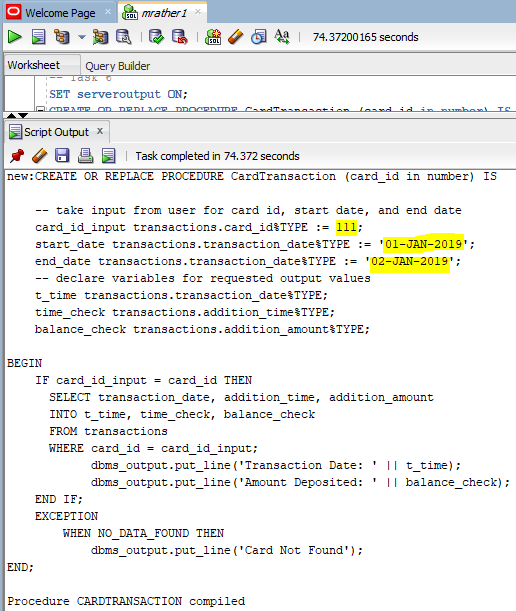 Welcome Page
mrather1
74.37200165 seconds
Worksheet
Query Builder
-- Task 6
SET serveroutput ON;
CREATE OR REPLACE PROCEDURE CardTransaction (card_id in number) IS
Script Output
Task completed in 74.372 seconds
new:CREATE OR REPLACE PROCEDURE CardTransaction (card_id in number) IS
-- take input from user for card id, start date, and end date
card_id_input transactions.card_id%TYPE := 111;
start_date transactions.transaction_date%TYPE := '01-JAN-2019';
end_date transactions.transaction_date%TYPE := '02-JAN-2019';
-- declare variables for requested output values
t_time transactions.transaction_date%TYPE;
time_check transactions.addition_time%TYPE;
balance_check transactions.addition_amount%TYPE;
BEGIN
IF card_id_input = card_id THEN
SELECT transaction_date, addition_time, addition_amount
INTO t_time, time_check, balance_check
FROM transactions
WHERE card_id = card_id_input;
dbms_output.put_line('Transaction Date: ' || t_time);
dbms_output.put_line('Amount Deposited: ' || balance_check);
END IF;
EXCEPTION
WHEN NO_DATA_FOUND THEN
dbms_output.put_line('Card Not Found');
END;
Procedure CARDTRANSACTION compiled